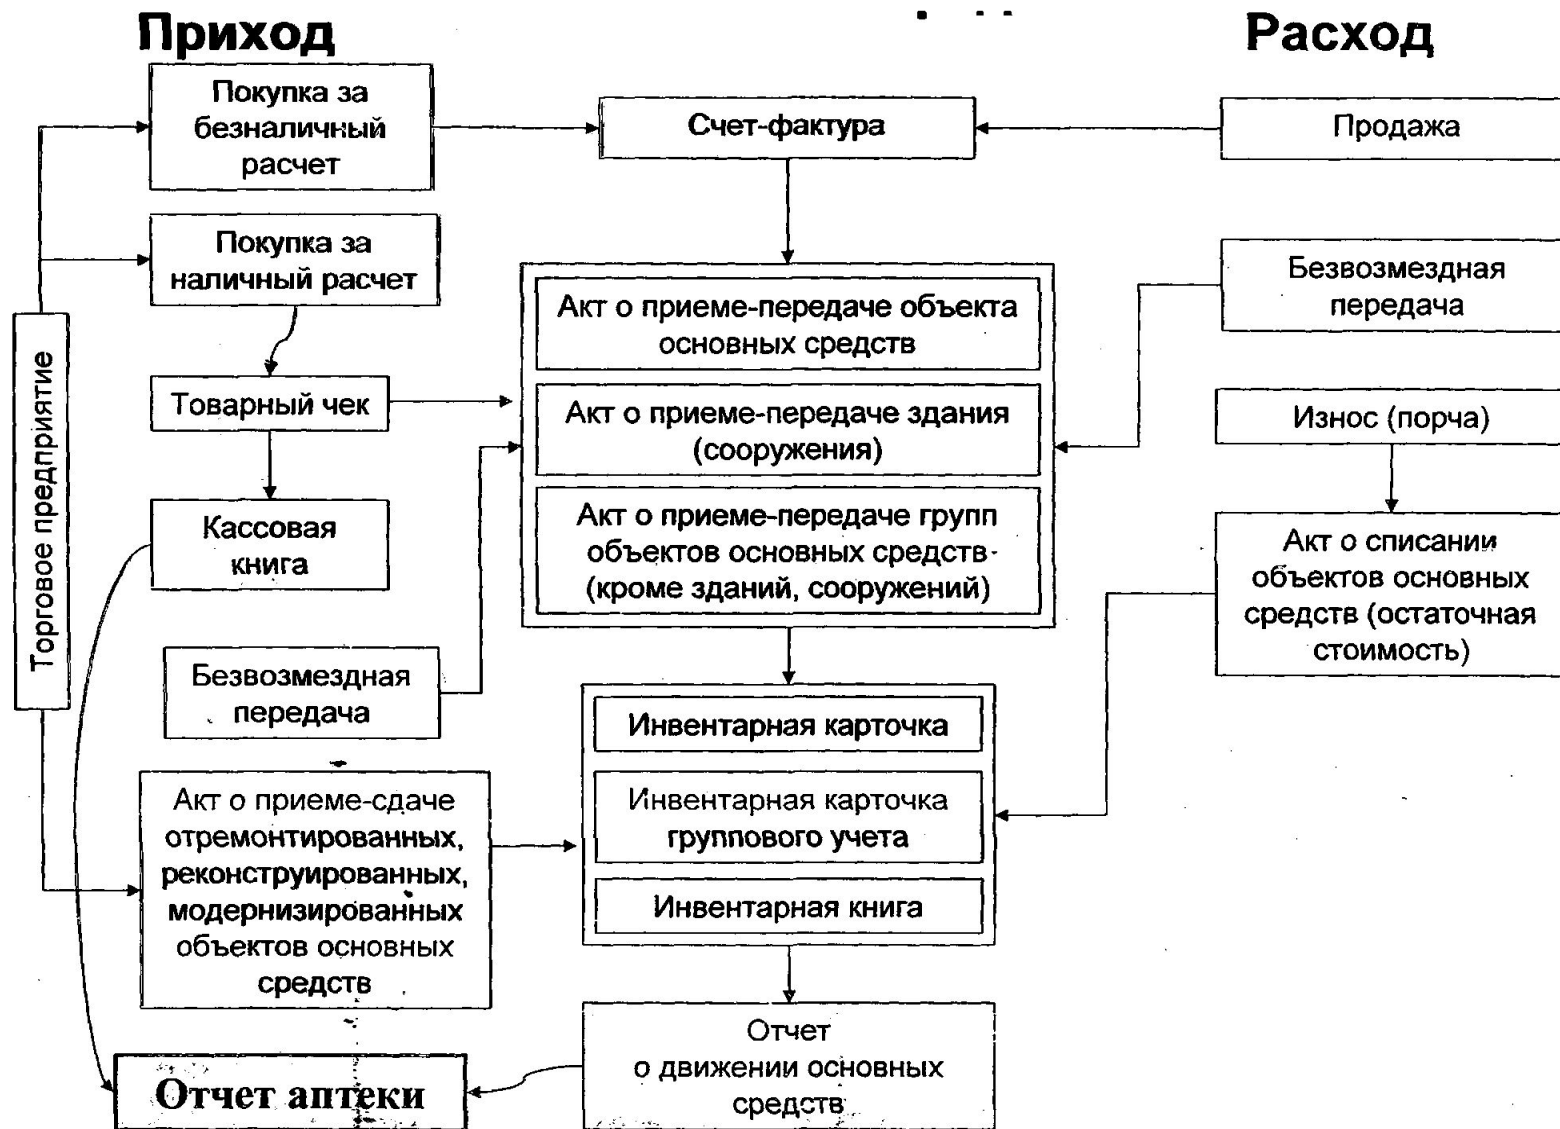 Приход
Расход
Покупка за
безналичный
расчет
Счет-фактура
Продажа
Покупка за
наличный расчет
Безвозмездная
передача
Акт о приеме-передаче объекта
основных средств
Товарный чек
Акт о приеме-передаче здания
(сооружения)
Износ (порча)
Торговое предприятие
Кассовая
книга
Акт о приеме-передаче групп
объектов основных средств
(кроме зданий, сооружений)
Акт о списании
объектов основных
средств (остаточная
стоимость)
Безвозмездная
передача
Инвентарная карточка
Инвентарная карточка
группового учета
Инвентарная книга
Акт о приеме-сдаче
отремонтированных,
реконструированных,
модернизированных
объектов основных
средств
Отчет
о движении основных
средств
Отчет аптеки